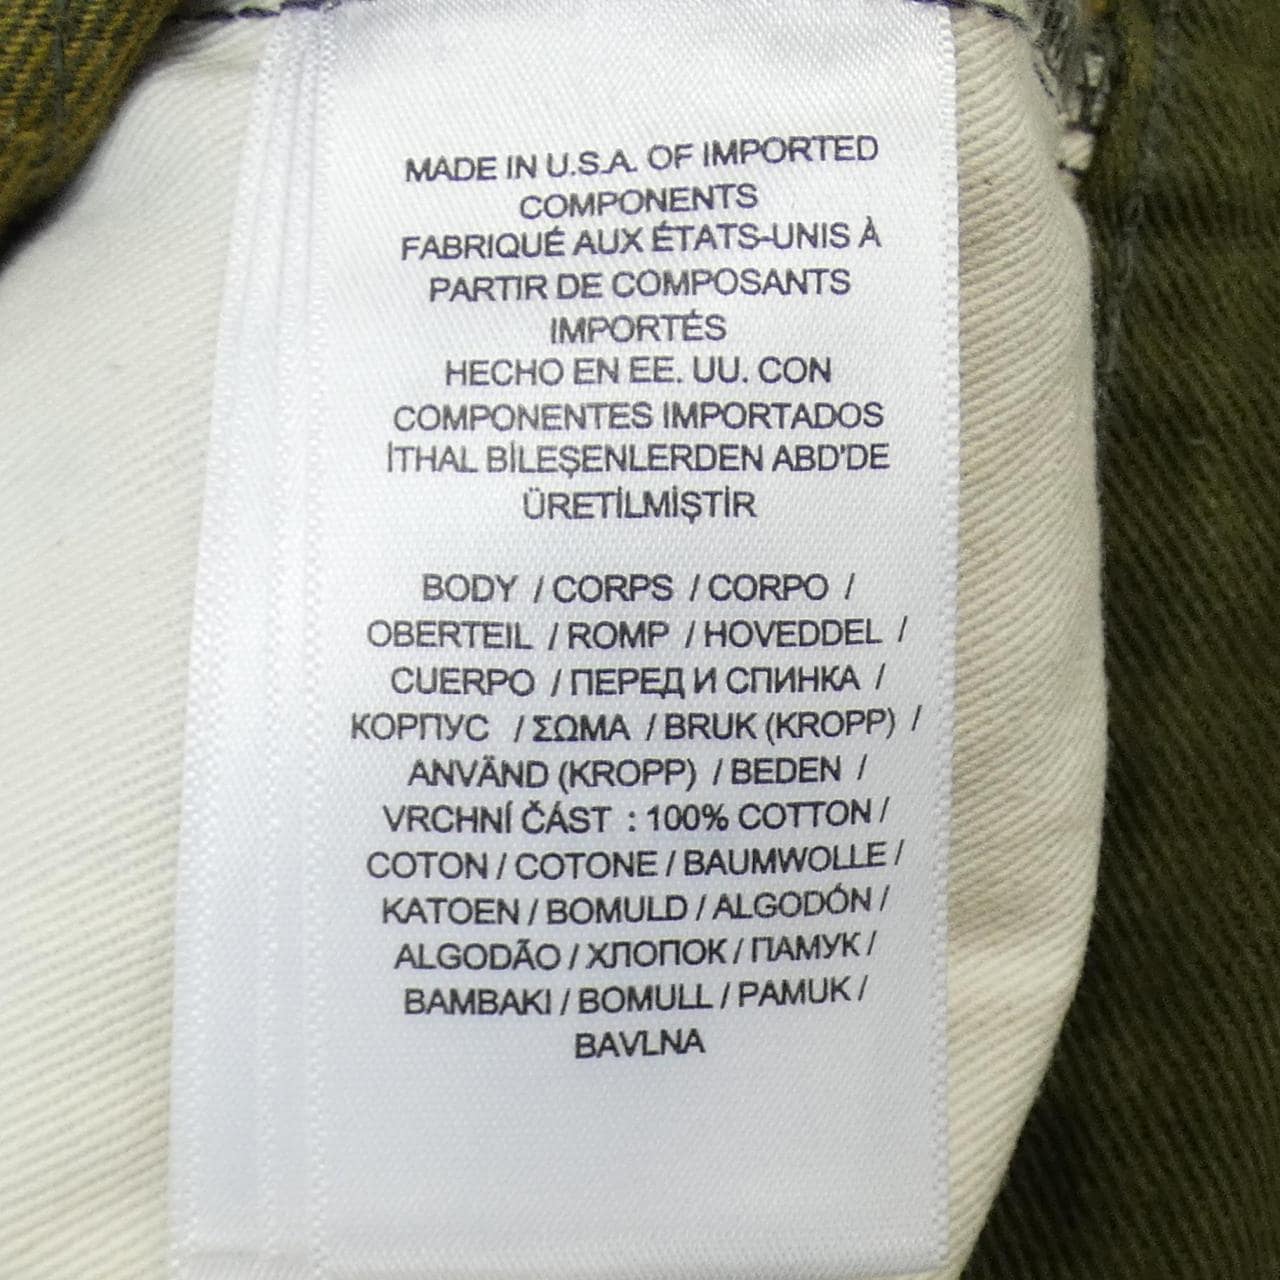 MADE IN U.S.A. OF IMPORTED
COMPONENTS
FABRIQUÉ AUX ÉTATS-UNIS À
PARTIR DE COMPOSANTS
IMPORTÉS
HECHO EN EE. UU. CON
COMPONENTES IMPORTADOS
İTHAL BİLEŞENLERDEN ABD'DE
ÜRETİLMİŞTİR
BODY / CORPS / CORPO /
OBERTEIL / ROMP / HOVEDDEL /
CUERPO / ПЕРЕД И СПИНКА /
КОРПУС / ΣΩΜΑ / BRUK (KROPP) /
ANVÄND (KROPP) / BEDEN /
VRCHNÍ ČÁST : 100% COTTON /
COTON / COTONE / BAUMWOLLE /
KATOEN / BOMULD / ALGODÓN /
ALGODÃO / ХЛОПОК / ПАМУК /
BAMBAKI / BOMULL / PAMUK /
BAVLNA